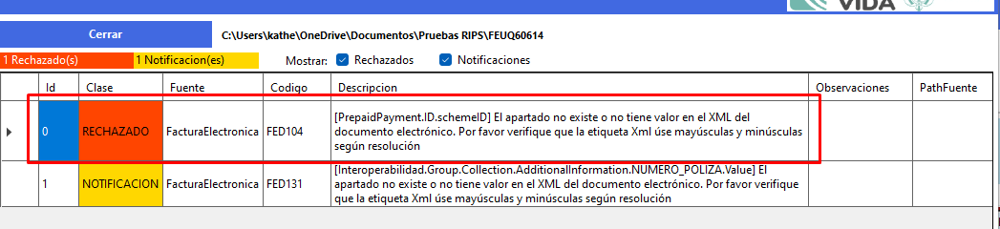 VIDA
Cerrar C:\Users\kathe\OneDrive\Documentos\Pruebas RIPS\FEUQ60614
1 Rechazado(s) 1 Notificacion(es) Mostrar: Rechazados Notificaciones
Id Clase Fuente Codigo Descripcion Observaciones PathFuente
0 RECHAZADO FacturaElectronica FED104 [PrepaidPayment.ID.schemeID] El apartado no existe o no tiene valor en el XML del
documento electrónico. Por favor verifique que la etiqueta Xml úse mayúsculas y minúsculas
según resolución
1 NOTIFICACION FacturaElectronica FED131 [Interoperabilidad.Group.Collection.AdditionalInformation.NUMERO_POLIZA.Value] El
apartado no existe o no tiene valor en el XML del documento electrónico. Por favor verifique
que la etiqueta Xml úse mayúsculas y minúsculas según resolución